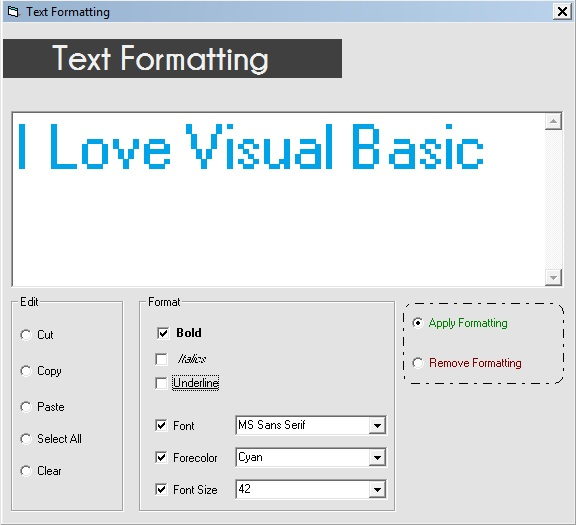 Text Formatting
Text Formatting
I Love Visual Basic
Edit
Cut
Copy
Paste
Select All
Clear
Format
Bold
Italics
Underline
Font MS Sans Serif
Forecolor Cyan
Font Size 42
Apply Formatting
Remove Formatting